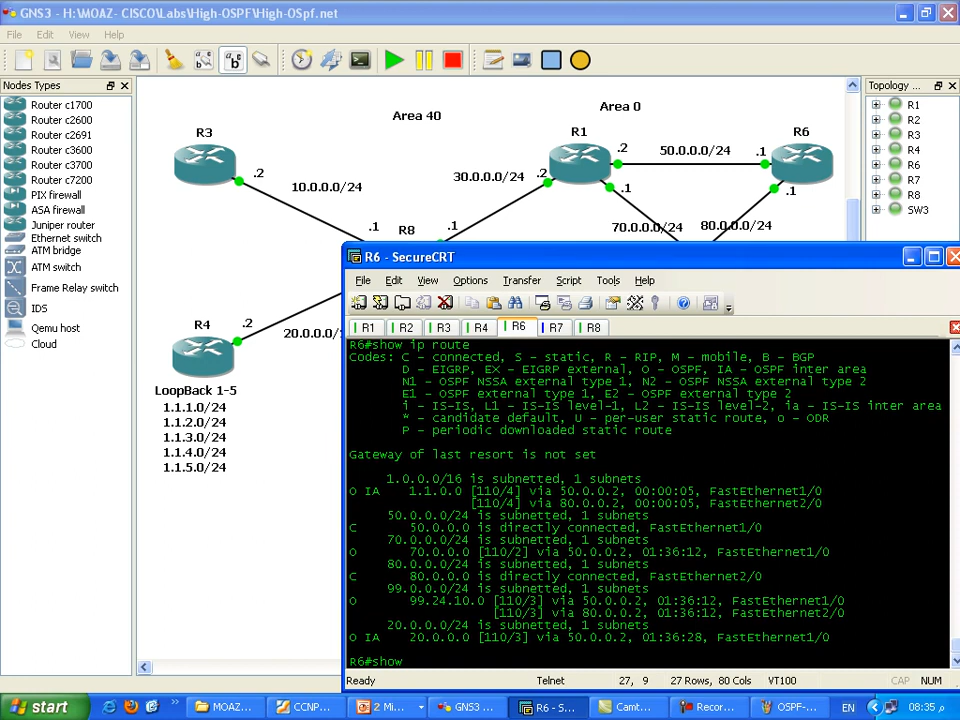 GNS3 - H:\MOAZ- CISCO\Labs\High-OSPF\High-OSpf.net
File Edit View Help
Nodes Types
Router c1700
Router c2600
Router c2691
Router c3600
Router c3700
Router c7200
PIX firewall
ASA firewall
Juniper router
Ethernet switch
ATM bridge
ATM switch
Frame Relay switch
IDS
Qemu host
Cloud
Area 40
Area 0
R3
R1
R6
.2
.2
.1
50.0.0.0/24
10.0.0.0/24
30.0.0.0/24
.2
.1
.1
.1
R8
.1
70.0.0.0/24
80.0.0.0/24
R4
.2
20.0.0.0/2
LoopBack 1-5
1.1.1.0/24
1.1.2.0/24
1.1.3.0/24
1.1.4.0/24
1.1.5.0/24
Topology ...
R1
R2
R3
R4
R6
R7
R8
SW3
R6 - SecureCRT
File Edit View Options Transfer Script Tools Help
R1 R2 R3 R4 R6 R7 R8
R6#show ip route
Codes: C - connected, S - static, R - RIP, M - mobile, B - BGP
D - EIGRP, EX - EIGRP external, O - OSPF, IA - OSPF inter area
N1 - OSPF NSSA external type 1, N2 - OSPF NSSA external type 2
E1 - OSPF external type 1, E2 - OSPF external type 2
i - IS-IS, L1 - IS-IS level-1, L2 - IS-IS level-2, ia - IS-IS inter area
* - candidate default, U - per-user static route, o - ODR
P - periodic downloaded static route
Gateway of last resort is not set
1.0.0.0/16 is subnetted, 1 subnets
O IA 1.1.0.0 [110/4] via 50.0.0.2, 00:00:05, FastEthernet1/0
[110/4] via 80.0.0.2, 00:00:05, FastEthernet2/0
50.0.0.0/24 is subnetted, 1 subnets
C 50.0.0.0 is directly connected, FastEthernet1/0
70.0.0.0/24 is subnetted, 1 subnets
O 70.0.0.0 [110/2] via 50.0.0.2, 01:36:12, FastEthernet1/0
80.0.0.0/24 is subnetted, 1 subnets
C 80.0.0.0 is directly connected, FastEthernet2/0
99.0.0.0/24 is subnetted, 1 subnets
O 99.24.10.0 [110/3] via 50.0.0.2, 01:36:12, FastEthernet1/0
[110/3] via 80.0.0.2, 01:36:12, FastEthernet2/0
20.0.0.0/24 is subnetted, 1 subnets
O IA 20.0.0.0 [110/3] via 50.0.0.2, 01:36:28, FastEthernet1/0
R6#show
Ready Telnet 27, 9 27 Rows, 80 Cols VT100 CAP NUM
start MOAZ... CCNP... 2 Mi... GNS3 ... R6 - S... Camt... Recor... OSPF-... EN 08:35 م